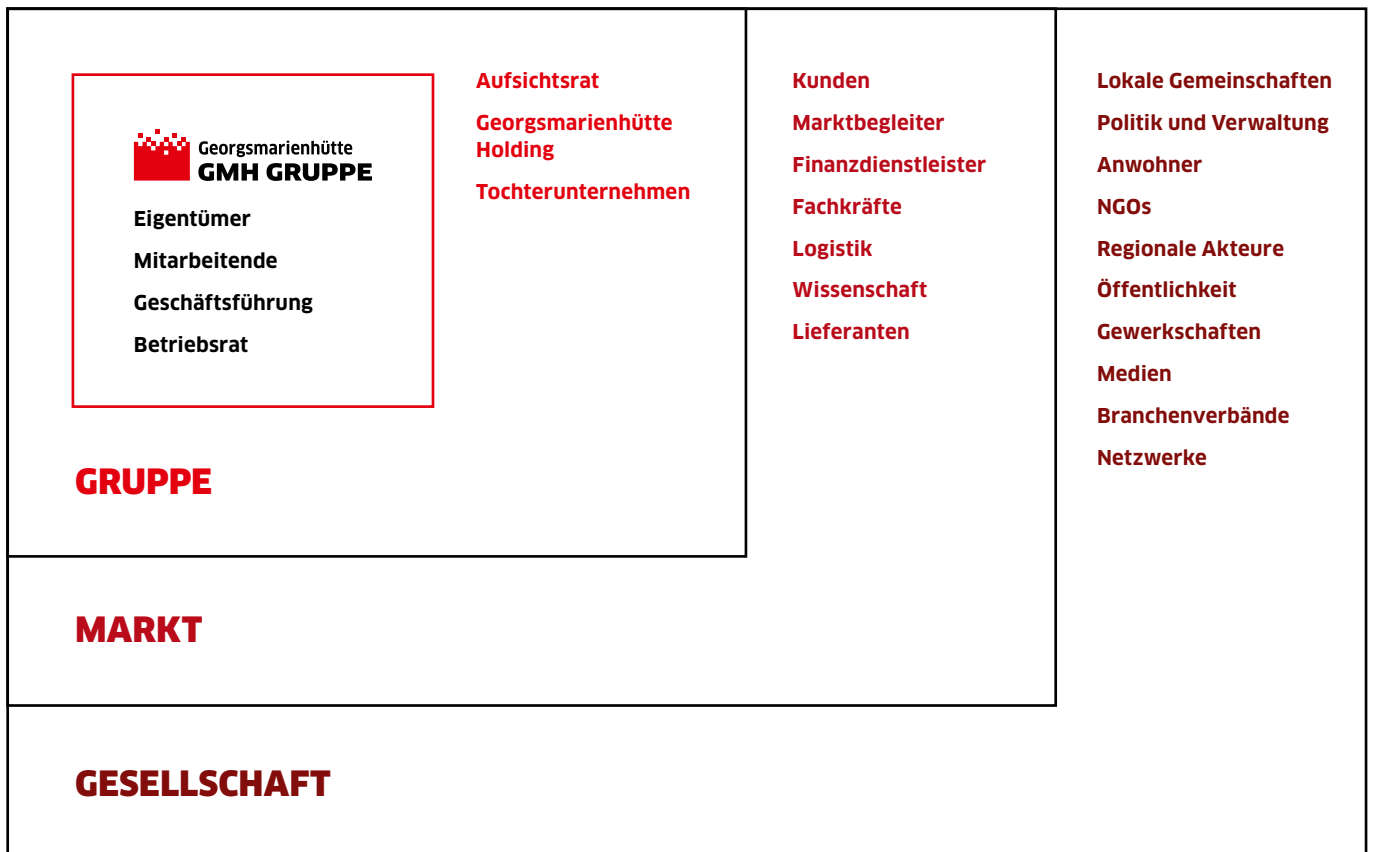 Georgsmarienhütte
GMH GRUPPE
Eigentümer
Mitarbeitende
Geschäftsführung
Betriebsrat
Aufsichtsrat
Georgsmarienhütte
Holding
Tochterunternehmen
GRUPPE
Kunden
Marktbegleiter
Finanzdienstleister
Fachkräfte
Logistik
Wissenschaft
Lieferanten
MARKT
Lokale Gemeinschaften
Politik und Verwaltung
Anwohner
NGOs
Regionale Akteure
Öffentlichkeit
Gewerkschaften
Medien
Branchenverbände
Netzwerke
GESELLSCHAFT